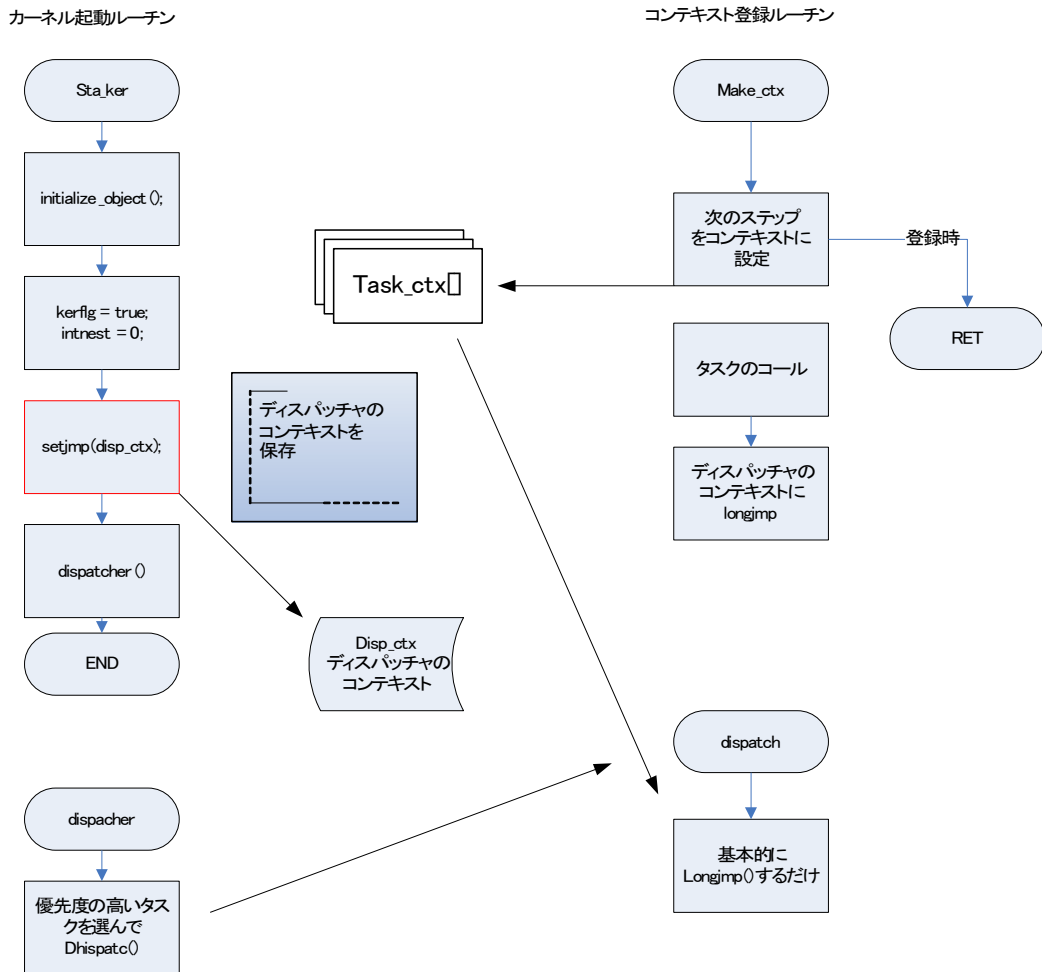 カーネル起動ルーチン
Sta_ker
initialize_object();
kerflg = true;
intnest = 0;
setjmp(disp_ctx);
dispatcher()
END
ディスパッチャの
コンテキストを
保存
Task_ctx[]
Disp_ctx
ディスパッチャの
コンテキスト
dispacher
優先度の高いタス
クを選んで
Dhispatc()
コンテキスト登録ルーチン
Make_ctx
次のステップ
をコンテキストに
設定
登録時
RET
タスクのコール
ディスパッチャの
コンテキストに
longjmp
dispatch
基本的に
Longjmp()するだけ